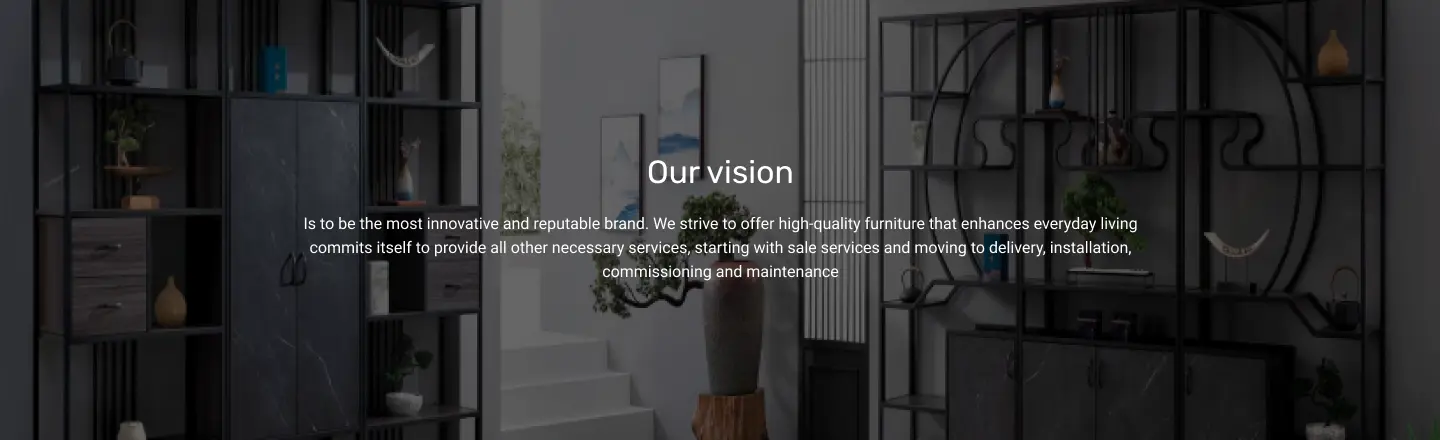 Our vision
Is to be the most innovative and reputable brand. We strive to offer high-quality furniture that enhances everyday living
commits itself to provide all other necessary services, starting with sale services and moving to delivery, installation,
commissioning and maintenance